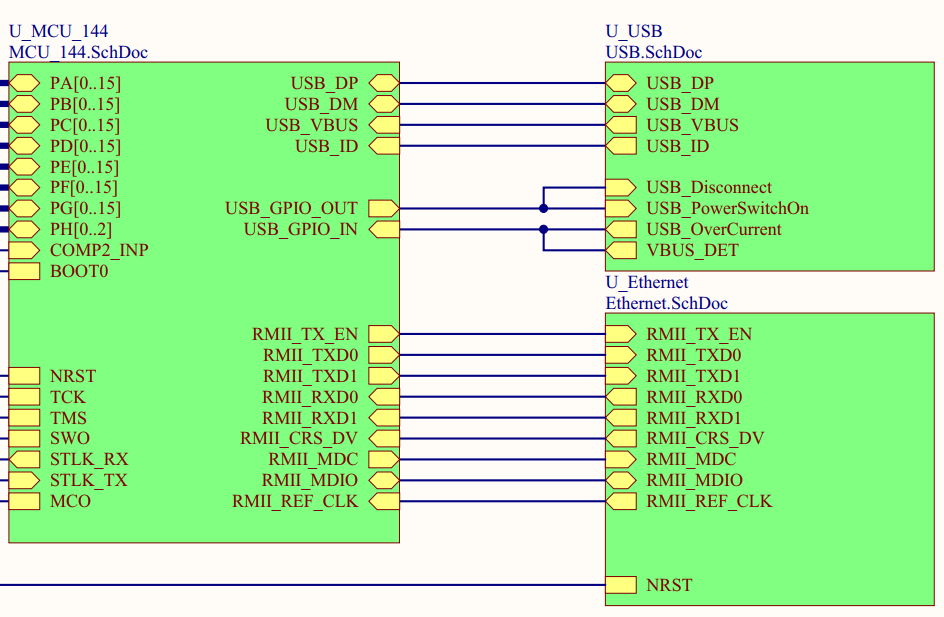 U_MCU_144
MCU_144.SchDoc
PA[0..15]
PB[0..15]
PC[0..15]
PD[0..15]
PE[0..15]
PF[0..15]
PG[0..15]
PH[0..2]
COMP2_INP
BOOT0
NRST
TCK
TMS
SWO
STLK_RX
STLK_TX
MCO
USB_DP
USB_DM
USB_VBUS
USB_ID
USB_GPIO_OUT
USB_GPIO_IN
RMII_TX_EN
RMII_TXD0
RMII_TXD1
RMII_RXD0
RMII_RXD1
RMII_CRS_DV
RMII_MDC
RMII_MDIO
RMII_REF_CLK
U_USB
USB.SchDoc
USB_DP
USB_DM
USB_VBUS
USB_ID
USB_Disconnect
USB_PowerSwitchOn
USB_OverCurrent
VBUS_DET
U_Ethernet
Ethernet.SchDoc
RMII_TX_EN
RMII_TXD0
RMII_TXD1
RMII_RXD0
RMII_RXD1
RMII_CRS_DV
RMII_MDC
RMII_MDIO
RMII_REF_CLK
NRST